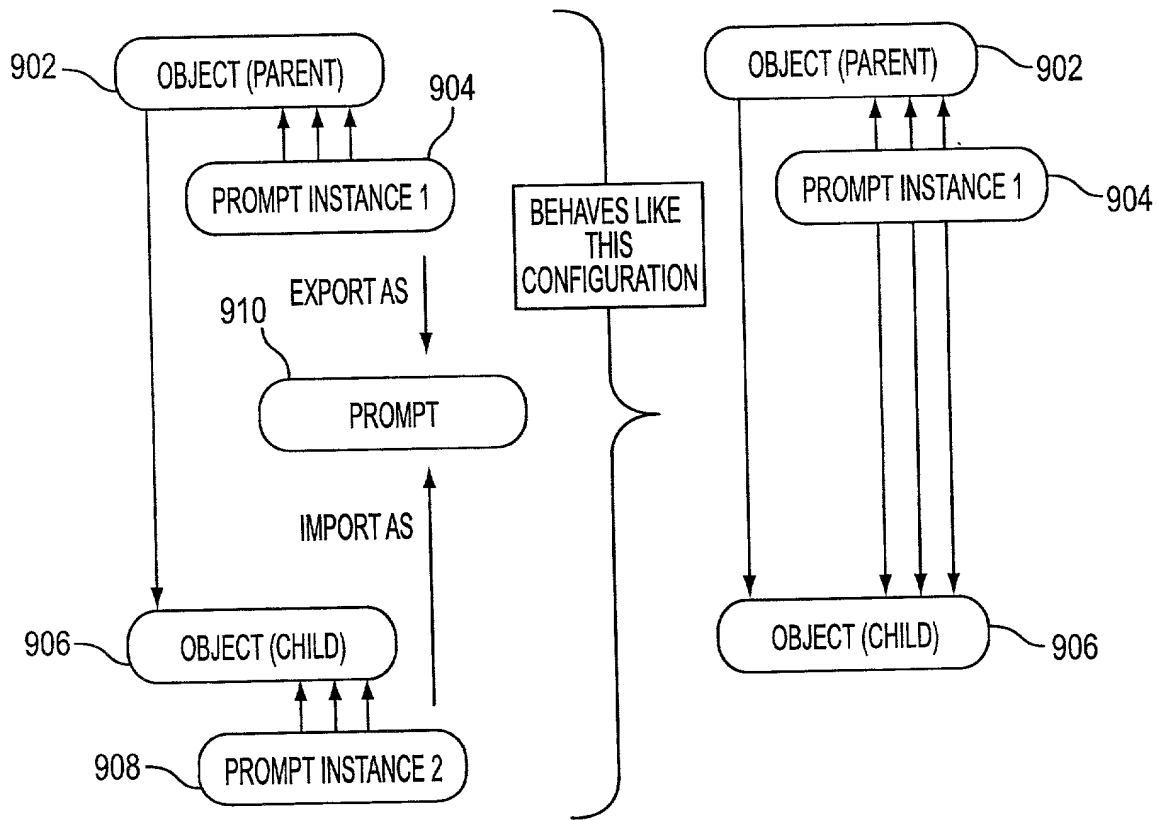 902
OBJECT (PARENT)
904
PROMPT INSTANCE 1
EXPORT AS
910
PROMPT
IMPORT AS
906
OBJECT (CHILD)
908
PROMPT INSTANCE 2
BEHAVES LIKE
THIS
CONFIGURATION
OBJECT (PARENT)
902
PROMPT INSTANCE 1
904
OBJECT (CHILD)
906